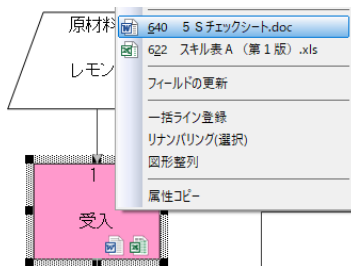 原材料
レモン
640 ５Ｓチェックシート.doc
622 スキル表Ａ（第１版）.xls
フィールドの更新
一括ライン登録
リナンバリング(選択)
図形整列
属性コピー
1
受入